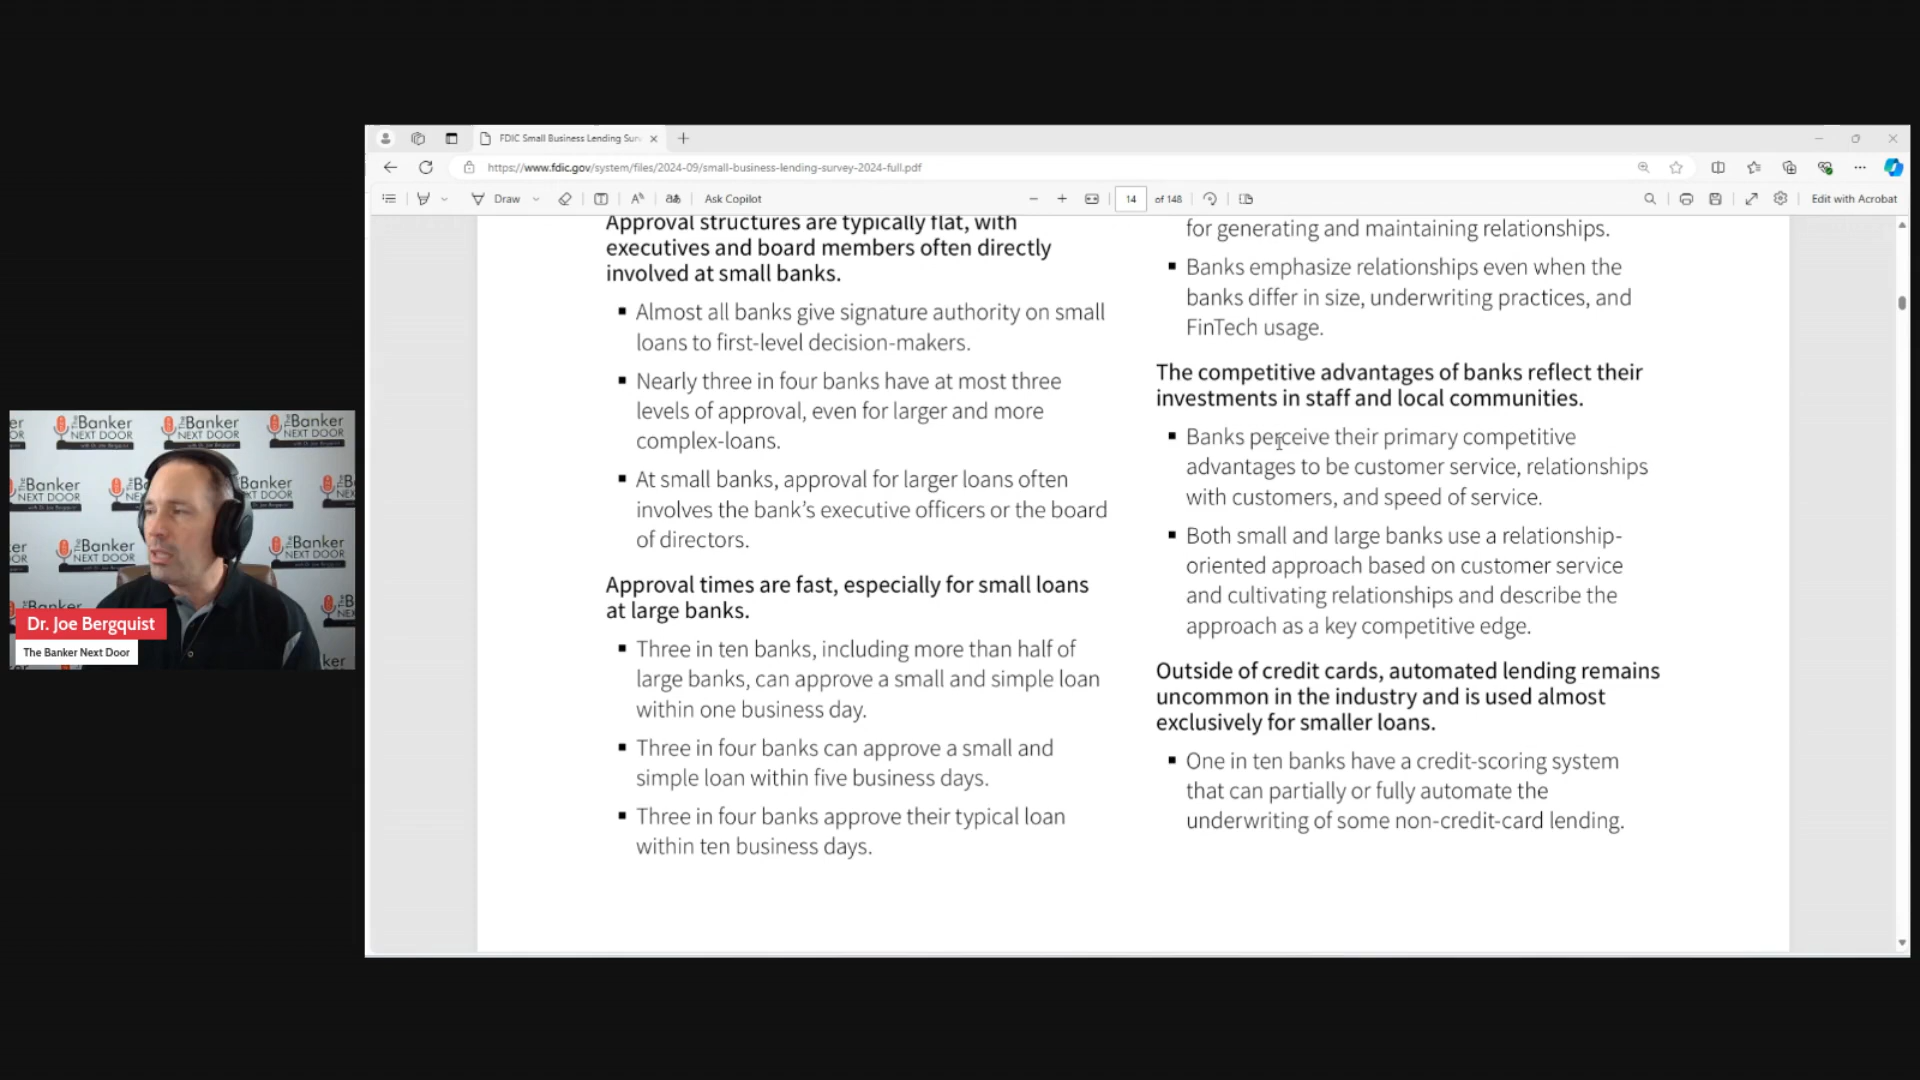 FDIC Small Business Lending Sur
https://www.fdic.gov/system/files/2024-09/small-business-lending-survey-2024-full.pdf
Draw
Ask Copilot
14
of 148
Edit with Acrobat
Approval structures are typically flat, with
executives and board members often directly
involved at small banks.
▪ Almost all banks give signature authority on small
loans to first-level decision-makers.
▪ Nearly three in four banks have at most three
levels of approval, even for larger and more
complex-loans.
▪ At small banks, approval for larger loans often
involves the bank’s executive officers or the board
of directors.
Approval times are fast, especially for small loans
at large banks.
▪ Three in ten banks, including more than half of
large banks, can approve a small and simple loan
within one business day.
▪ Three in four banks can approve a small and
simple loan within five business days.
▪ Three in four banks approve their typical loan
within ten business days.
for generating and maintaining relationships.
▪ Banks emphasize relationships even when the
banks differ in size, underwriting practices, and
FinTech usage.
The competitive advantages of banks reflect their
investments in staff and local communities.
▪ Banks perceive their primary competitive
advantages to be customer service, relationships
with customers, and speed of service.
▪ Both small and large banks use a relationship-
oriented approach based on customer service
and cultivating relationships and describe the
approach as a key competitive edge.
Outside of credit cards, automated lending remains
uncommon in the industry and is used almost
exclusively for smaller loans.
▪ One in ten banks have a credit-scoring system
that can partially or fully automate the
underwriting of some non-credit-card lending.
The Banker
NEXT DOOR
Dr. Joe Bergquist
The Banker Next Door